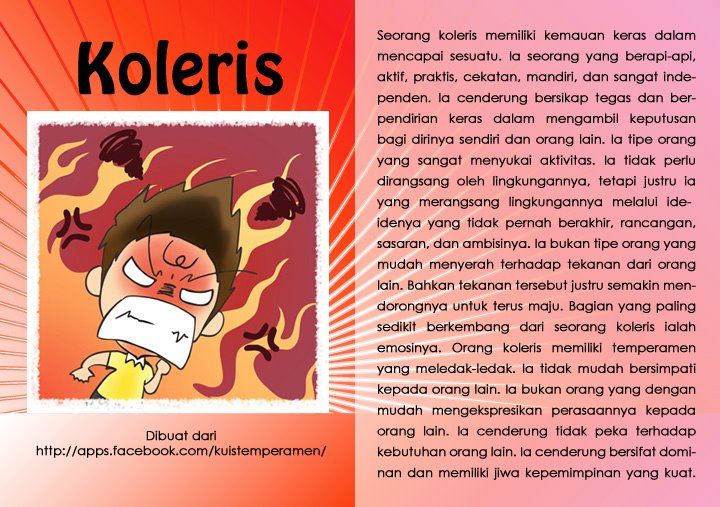 Koleris
Dibuat dari
http://apps.facebook.com/kuistemperamen/
Seorang koleris memiliki kemauan keras dalam
mencapai sesuatu. Ia seorang yang berapi-api,
aktif, praktis, cekatan, mandiri, dan sangat inde-
penden. Ia cenderung bersikap tegas dan ber-
pendirian keras dalam mengambil keputusan
bagi dirinya sendiri dan orang lain. Ia tipe orang
yang sangat menyukai aktivitas. Ia tidak perlu
dirangsang oleh lingkungannya, tetapi justru ia
yang merangsang lingkungannya melalui ide-
idenya yang tidak pernah berakhir, rancangan,
sasaran, dan ambisinya. Ia bukan tipe orang yang
mudah menyerah terhadap tekanan dari orang
lain. Bahkan tekanan tersebut justru semakin men-
dorongnya untuk terus maju. Bagian yang paling
sedikit berkembang dari seorang koleris ialah
emosinya. Orang koleris memiliki temperamen
yang meledak-ledak. Ia tidak mudah bersimpati
kepada orang lain. Ia bukan orang yang dengan
mudah mengekspresikan perasaannya kepada
orang lain. Ia cenderung tidak peka terhadap
kebutuhan orang lain. Ia cenderung bersifat domi-
nan dan memiliki jiwa kepemimpinan yang kuat.